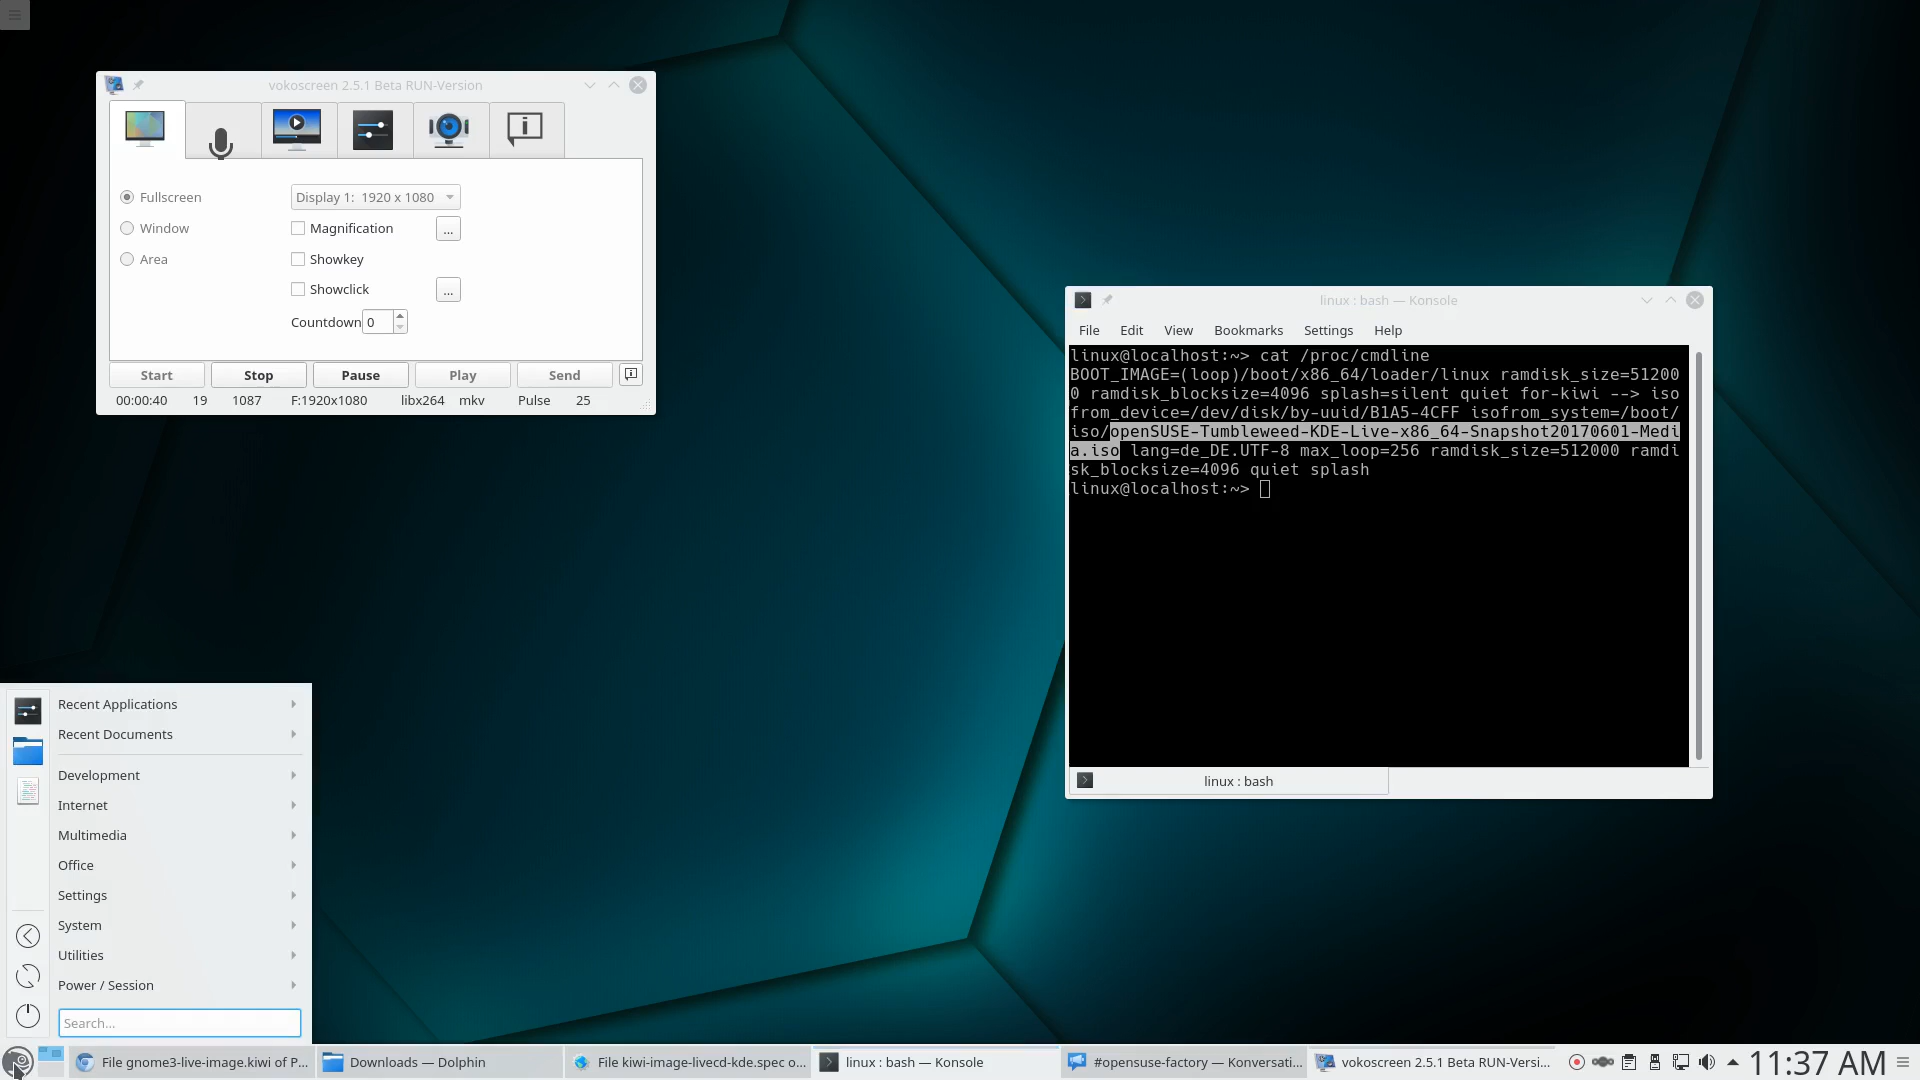 vokoscreen 2.5.1 Beta RUN-Version
Fullscreen
Display 1: 1920 x 1080
Window
Magnification
...
Area
Showkey
Showclick
...
Countdown
0
Start
Stop
Pause
Play
Send
00:00:40
19
1087
F:1920x1080
libx264
mkv
Pulse
25
linux : bash — Konsole
File
Edit
View
Bookmarks
Settings
Help
linux@localhost:~> cat /proc/cmdline
BOOT_IMAGE=(loop)/boot/x86_64/loader/linux ramdisk_size=51200
0 ramdisk_blocksize=4096 splash=silent quiet for-kiwi --> iso
from_device=/dev/disk/by-uuid/B1A5-4CFF isofrom_system=/boot/
iso/openSUSE-Tumbleweed-KDE-Live-x86_64-Snapshot20170601-Medi
a.iso lang=de_DE.UTF-8 max_loop=256 ramdisk_size=512000 ramdi
sk_blocksize=4096 quiet splash
linux@localhost:~>
linux : bash
Recent Applications
Recent Documents
Development
Internet
Multimedia
Office
Settings
System
Utilities
Power / Session
Search...
File gnome3-live-image.kiwi of P...
Downloads — Dolphin
File kiwi-image-livecd-kde.spec o...
linux : bash — Konsole
#opensuse-factory — Konversati...
vokoscreen 2.5.1 Beta RUN-Versi...
11:37 AM